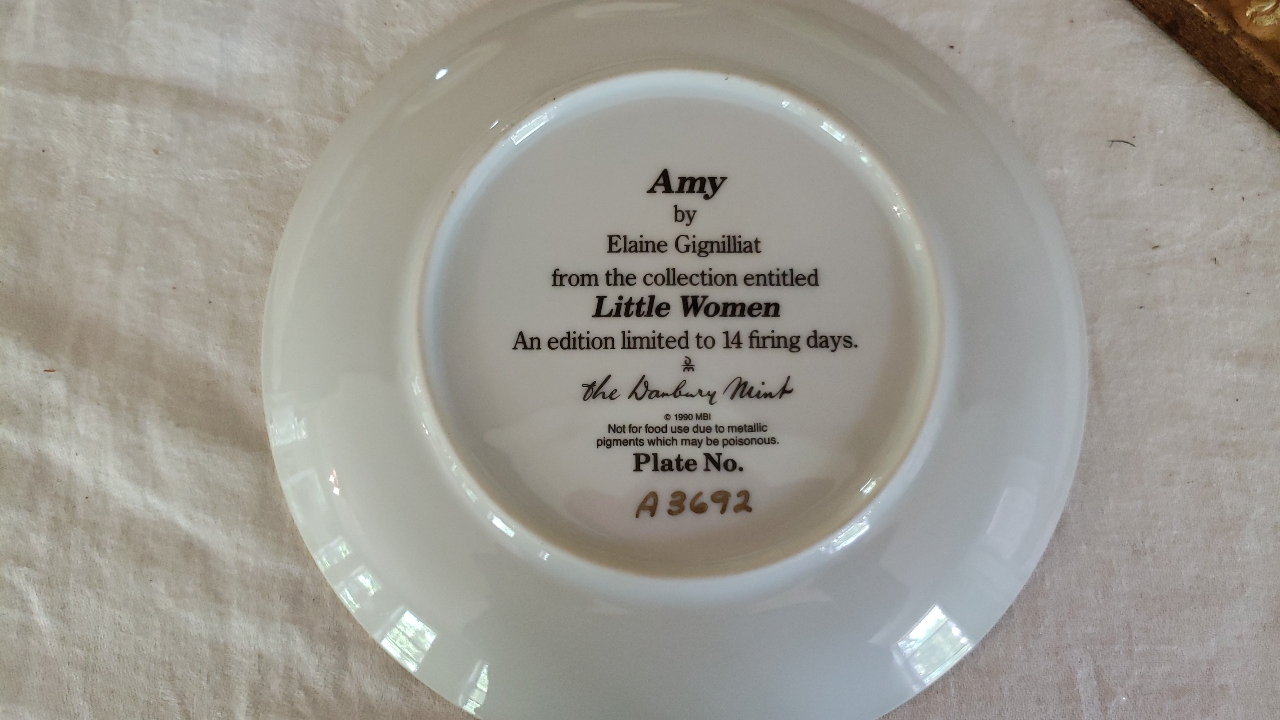 Amy
by
Elaine Gignilliat
from the collection entitled
Little Women
An edition limited to 14 firing days.
the Danbury Mint
© 1990 MBI
Not for food use due to metallic
pigments which may be poisonous.
Plate No.
A3692